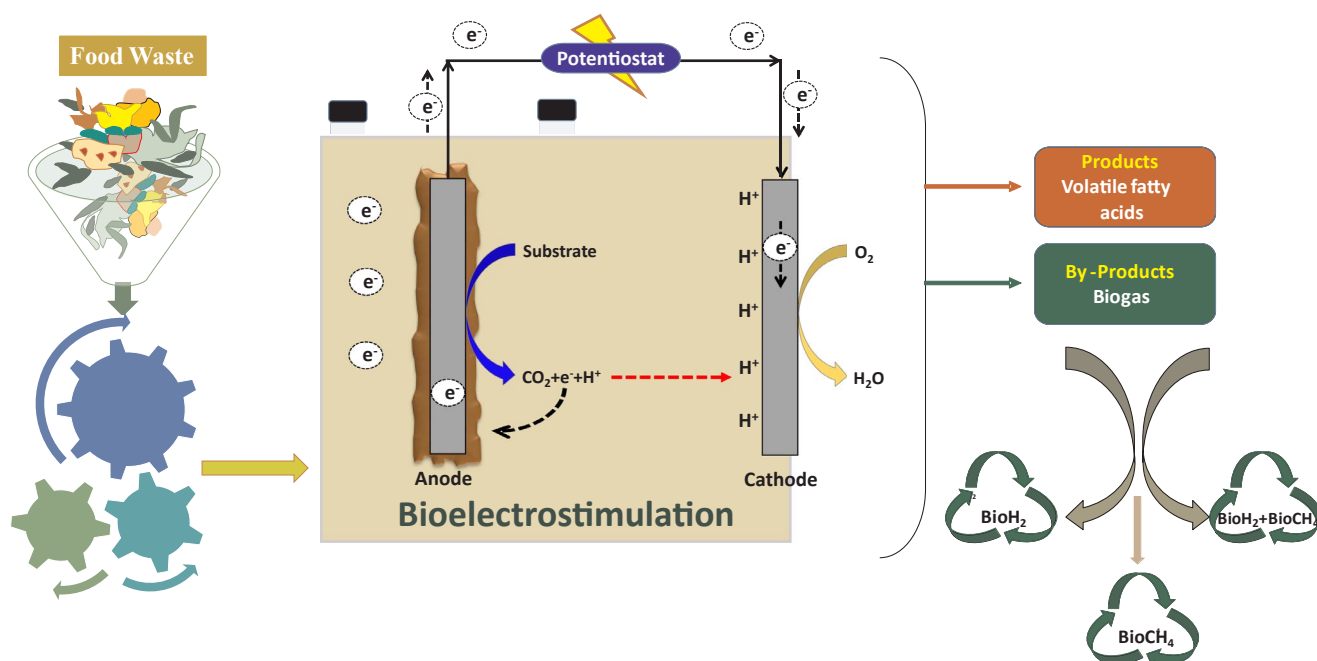 Food Waste
e-
e-
Potentiostat
e-
e-
e-
e-
e-
e-
Substrate
CO₂+e-+H⁺
Anode
H⁺
H⁺
H⁺
H⁺
H⁺
e-
Cathode
O₂
H₂O
Bioelectrostimulation
Products
Volatile fatty
acids
By-Products
Biogas
2
BioH₂
BioH₂+BioCH₄
BioCH₄